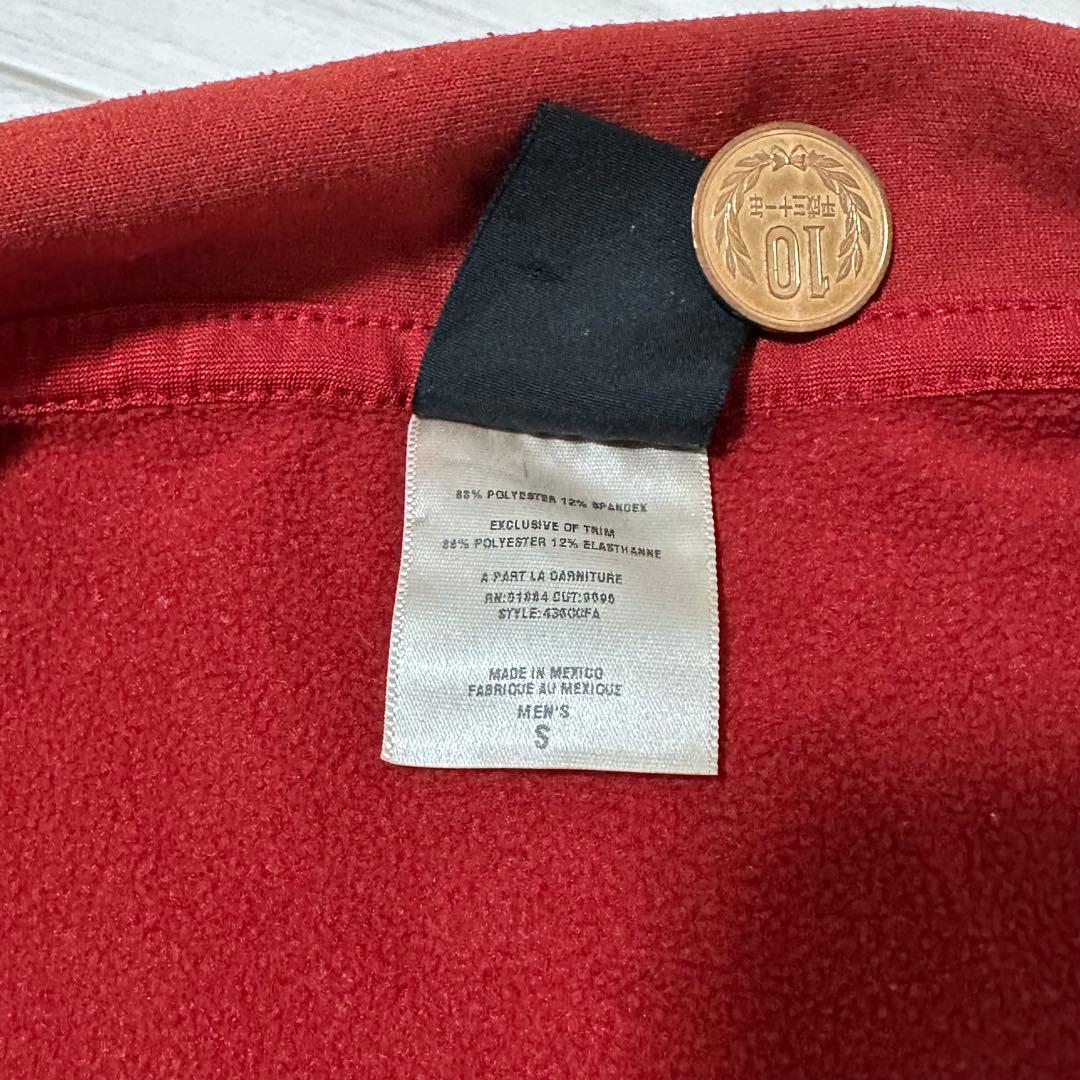 平成三十一年
10
88% POLYESTER 12% SPANDEX
EXCLUSIVE OF TRIM
88% POLYESTER 12% ELASTHANNE
A PART LA GARNITURE
MADE IN MEXICO
FABRIQUE AU MEXIQUE
MEN'S
S